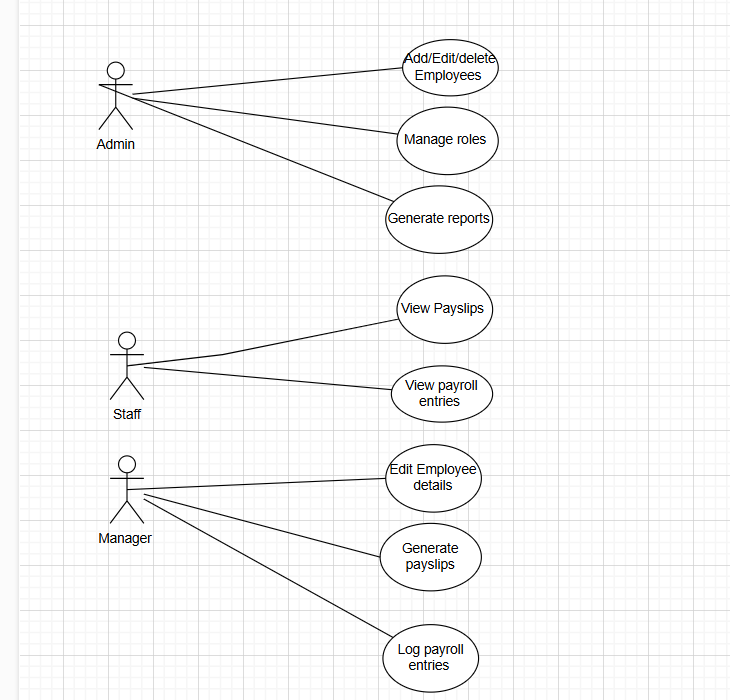 Add/Edit/delete
Employees
Admin
Manage roles
Generate reports
View Payslips
View payroll
entries
Staff
Edit Employee
details
Manager
Generate
payslips
Log payroll
entries